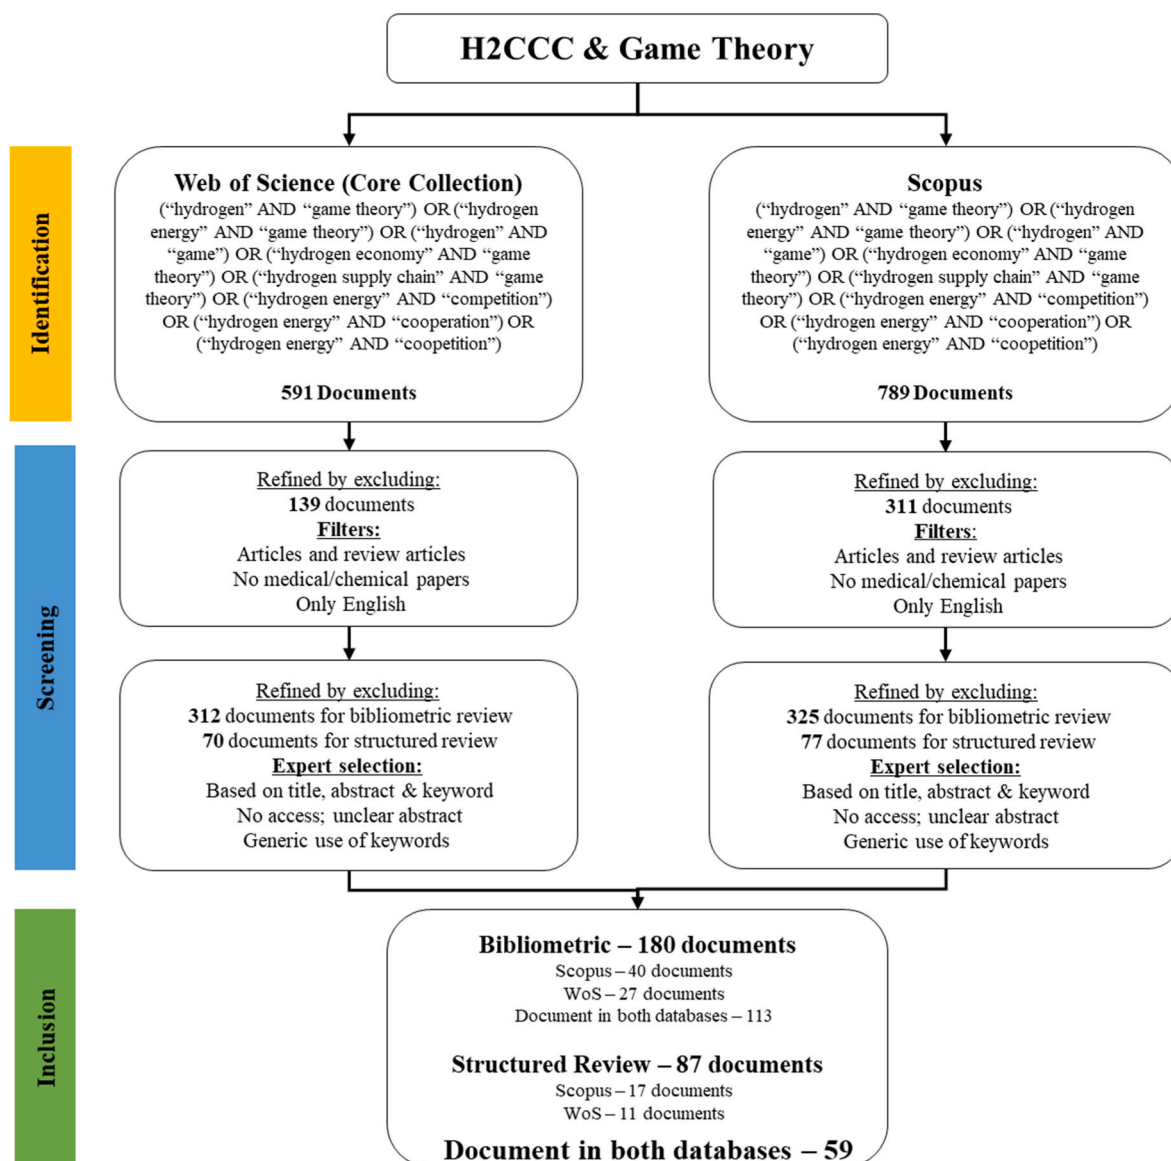 H2CCC & Game Theory
Identification
Web of Science (Core Collection)
(“hydrogen” AND “game theory”) OR (“hydrogen
energy” AND “game theory”) OR (“hydrogen” AND
“game”) OR (“hydrogen economy” AND “game
theory”) OR (“hydrogen supply chain” AND “game
theory”) OR (“hydrogen energy” AND “competition”)
OR (“hydrogen energy” AND “cooperation”) OR
(“hydrogen energy” AND “coopetition”)
591 Documents
Scopus
(“hydrogen” AND “game theory”) OR (“hydrogen
energy” AND “game theory”) OR (“hydrogen” AND
“game”) OR (“hydrogen economy” AND “game
theory”) OR (“hydrogen supply chain” AND “game
theory”) OR (“hydrogen energy” AND “competition”)
OR (“hydrogen energy” AND “cooperation”) OR
(“hydrogen energy” AND “coopetition”)
789 Documents
Screening
Refined by excluding:
139 documents
Filters:
Articles and review articles
No medical/chemical papers
Only English
Refined by excluding:
311 documents
Filters:
Articles and review articles
No medical/chemical papers
Only English
Refined by excluding:
312 documents for bibliometric review
70 documents for structured review
Expert selection:
Based on title, abstract & keyword
No access; unclear abstract
Generic use of keywords
Refined by excluding:
325 documents for bibliometric review
77 documents for structured review
Expert selection:
Based on title, abstract & keyword
No access; unclear abstract
Generic use of keywords
Inclusion
Bibliometric – 180 documents
Scopus – 40 documents
WoS – 27 documents
Document in both databases – 113
Structured Review – 87 documents
Scopus – 17 documents
WoS – 11 documents
Document in both databases – 59